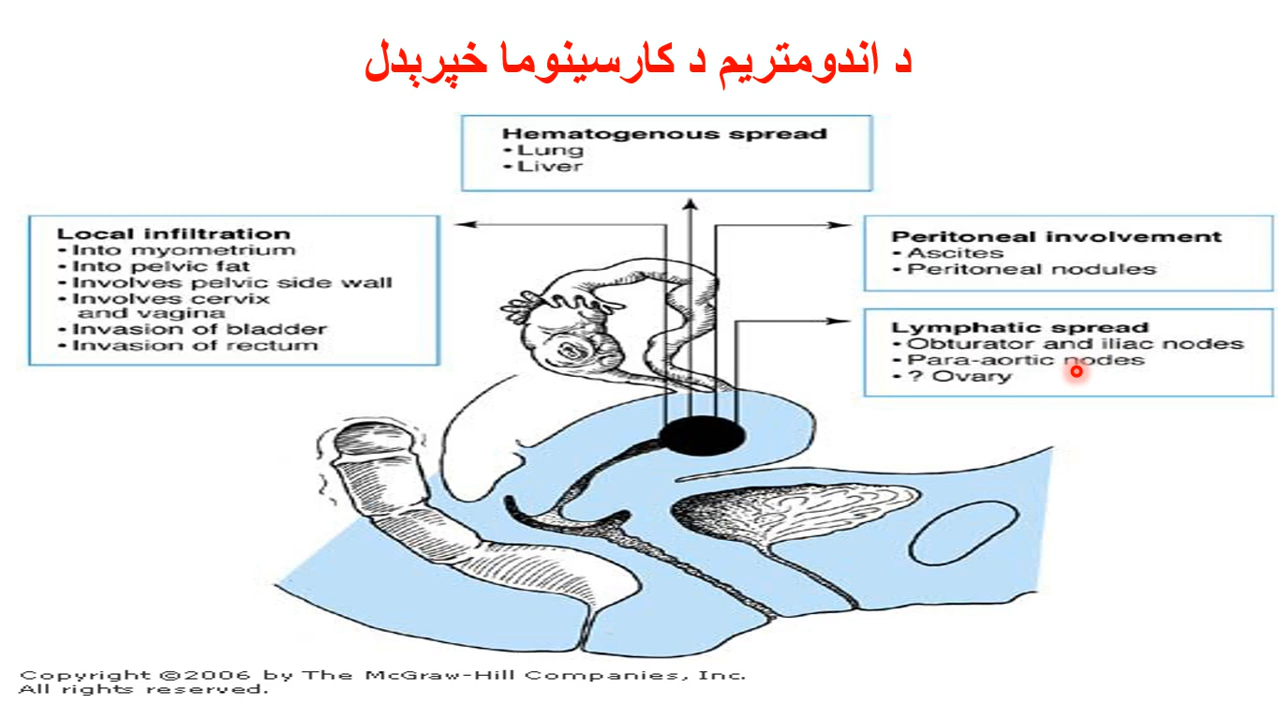 د اندومتریم د کارسینوما خپرېدل
Hematogenous spread
• Lung
• Liver
Local infiltration
• Into myometrium
• Into pelvic fat
• Involves pelvic side wall
• Involves cervix
and vagina
• Invasion of bladder
• Invasion of rectum
Peritoneal involvement
• Ascites
• Peritoneal nodules
Lymphatic spread
• Obturator and iliac nodes
• Para-aortic nodes
• ? Ovary
Copyright ©2006 by The McGraw-Hill Companies, Inc.
All rights reserved.